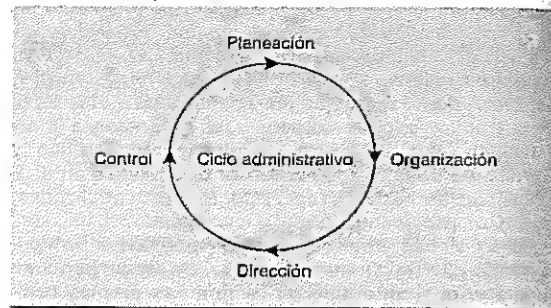 Planeación
Control
Ciclo administrativo
Organización
Dirección